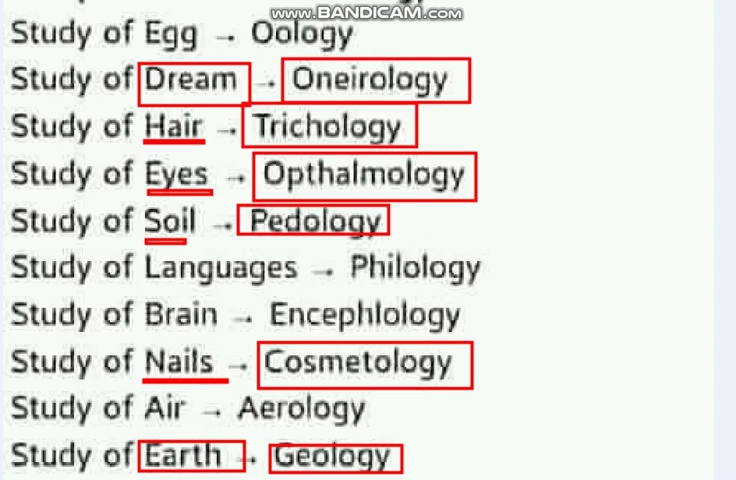 www.BANDICAM.com
Study of Egg → Oology
Study of Dream → Oneirology
Study of Hair → Trichology
Study of Eyes → Opthalmology
Study of Soil → Pedology
Study of Languages → Philology
Study of Brain → Encephlology
Study of Nails → Cosmetology
Study of Air → Aerology
Study of Earth → Geology